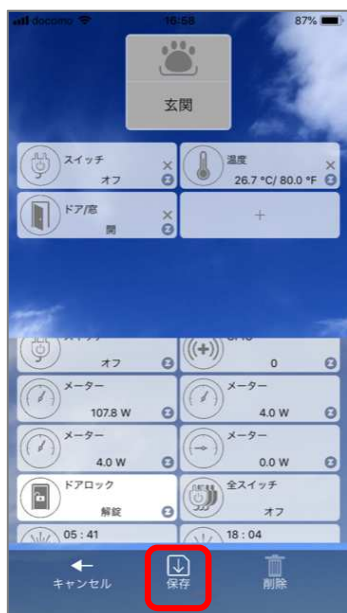 docomo 16:58 87%
玄関
スイッチ
オフ
温度
26.7 °C/ 80.0 °F
ドア/窓
開
+
オフ
0
メーター
107.8 W
メーター
4.0 W
メーター
4.0 W
メーター
0.0 W
ドアロック
解錠
全スイッチ
オフ
05 : 41
18 : 04
キャンセル
保存
削除